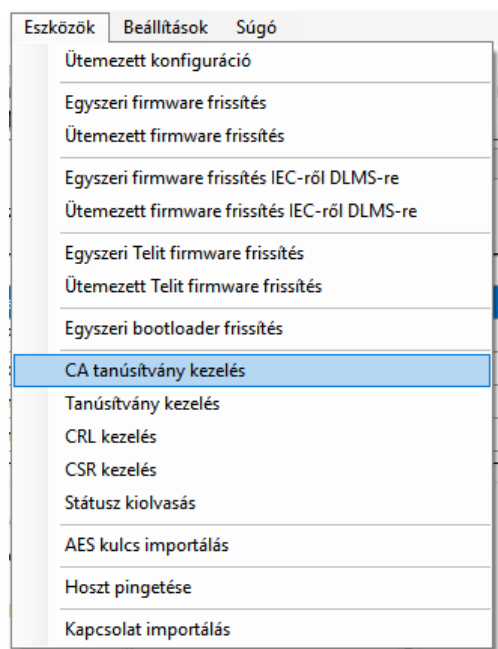 Eszközök Beállítások Súgó
Ütemezett konfiguráció
Egyszeri firmware frissítés
Ütemezett firmware frissítés
Egyszeri firmware frissítés IEC-ről DLMS-re
Ütemezett firmware frissítés IEC-ről DLMS-re
Egyszeri Telit firmware frissítés
Ütemezett Telit firmware frissítés
Egyszeri bootloader frissítés
CA tanúsítvány kezelés
Tanúsítvány kezelés
CRL kezelés
CSR kezelés
Státusz kiolvasás
AES kulcs importálás
Hoszt pingetése
Kapcsolat importálás